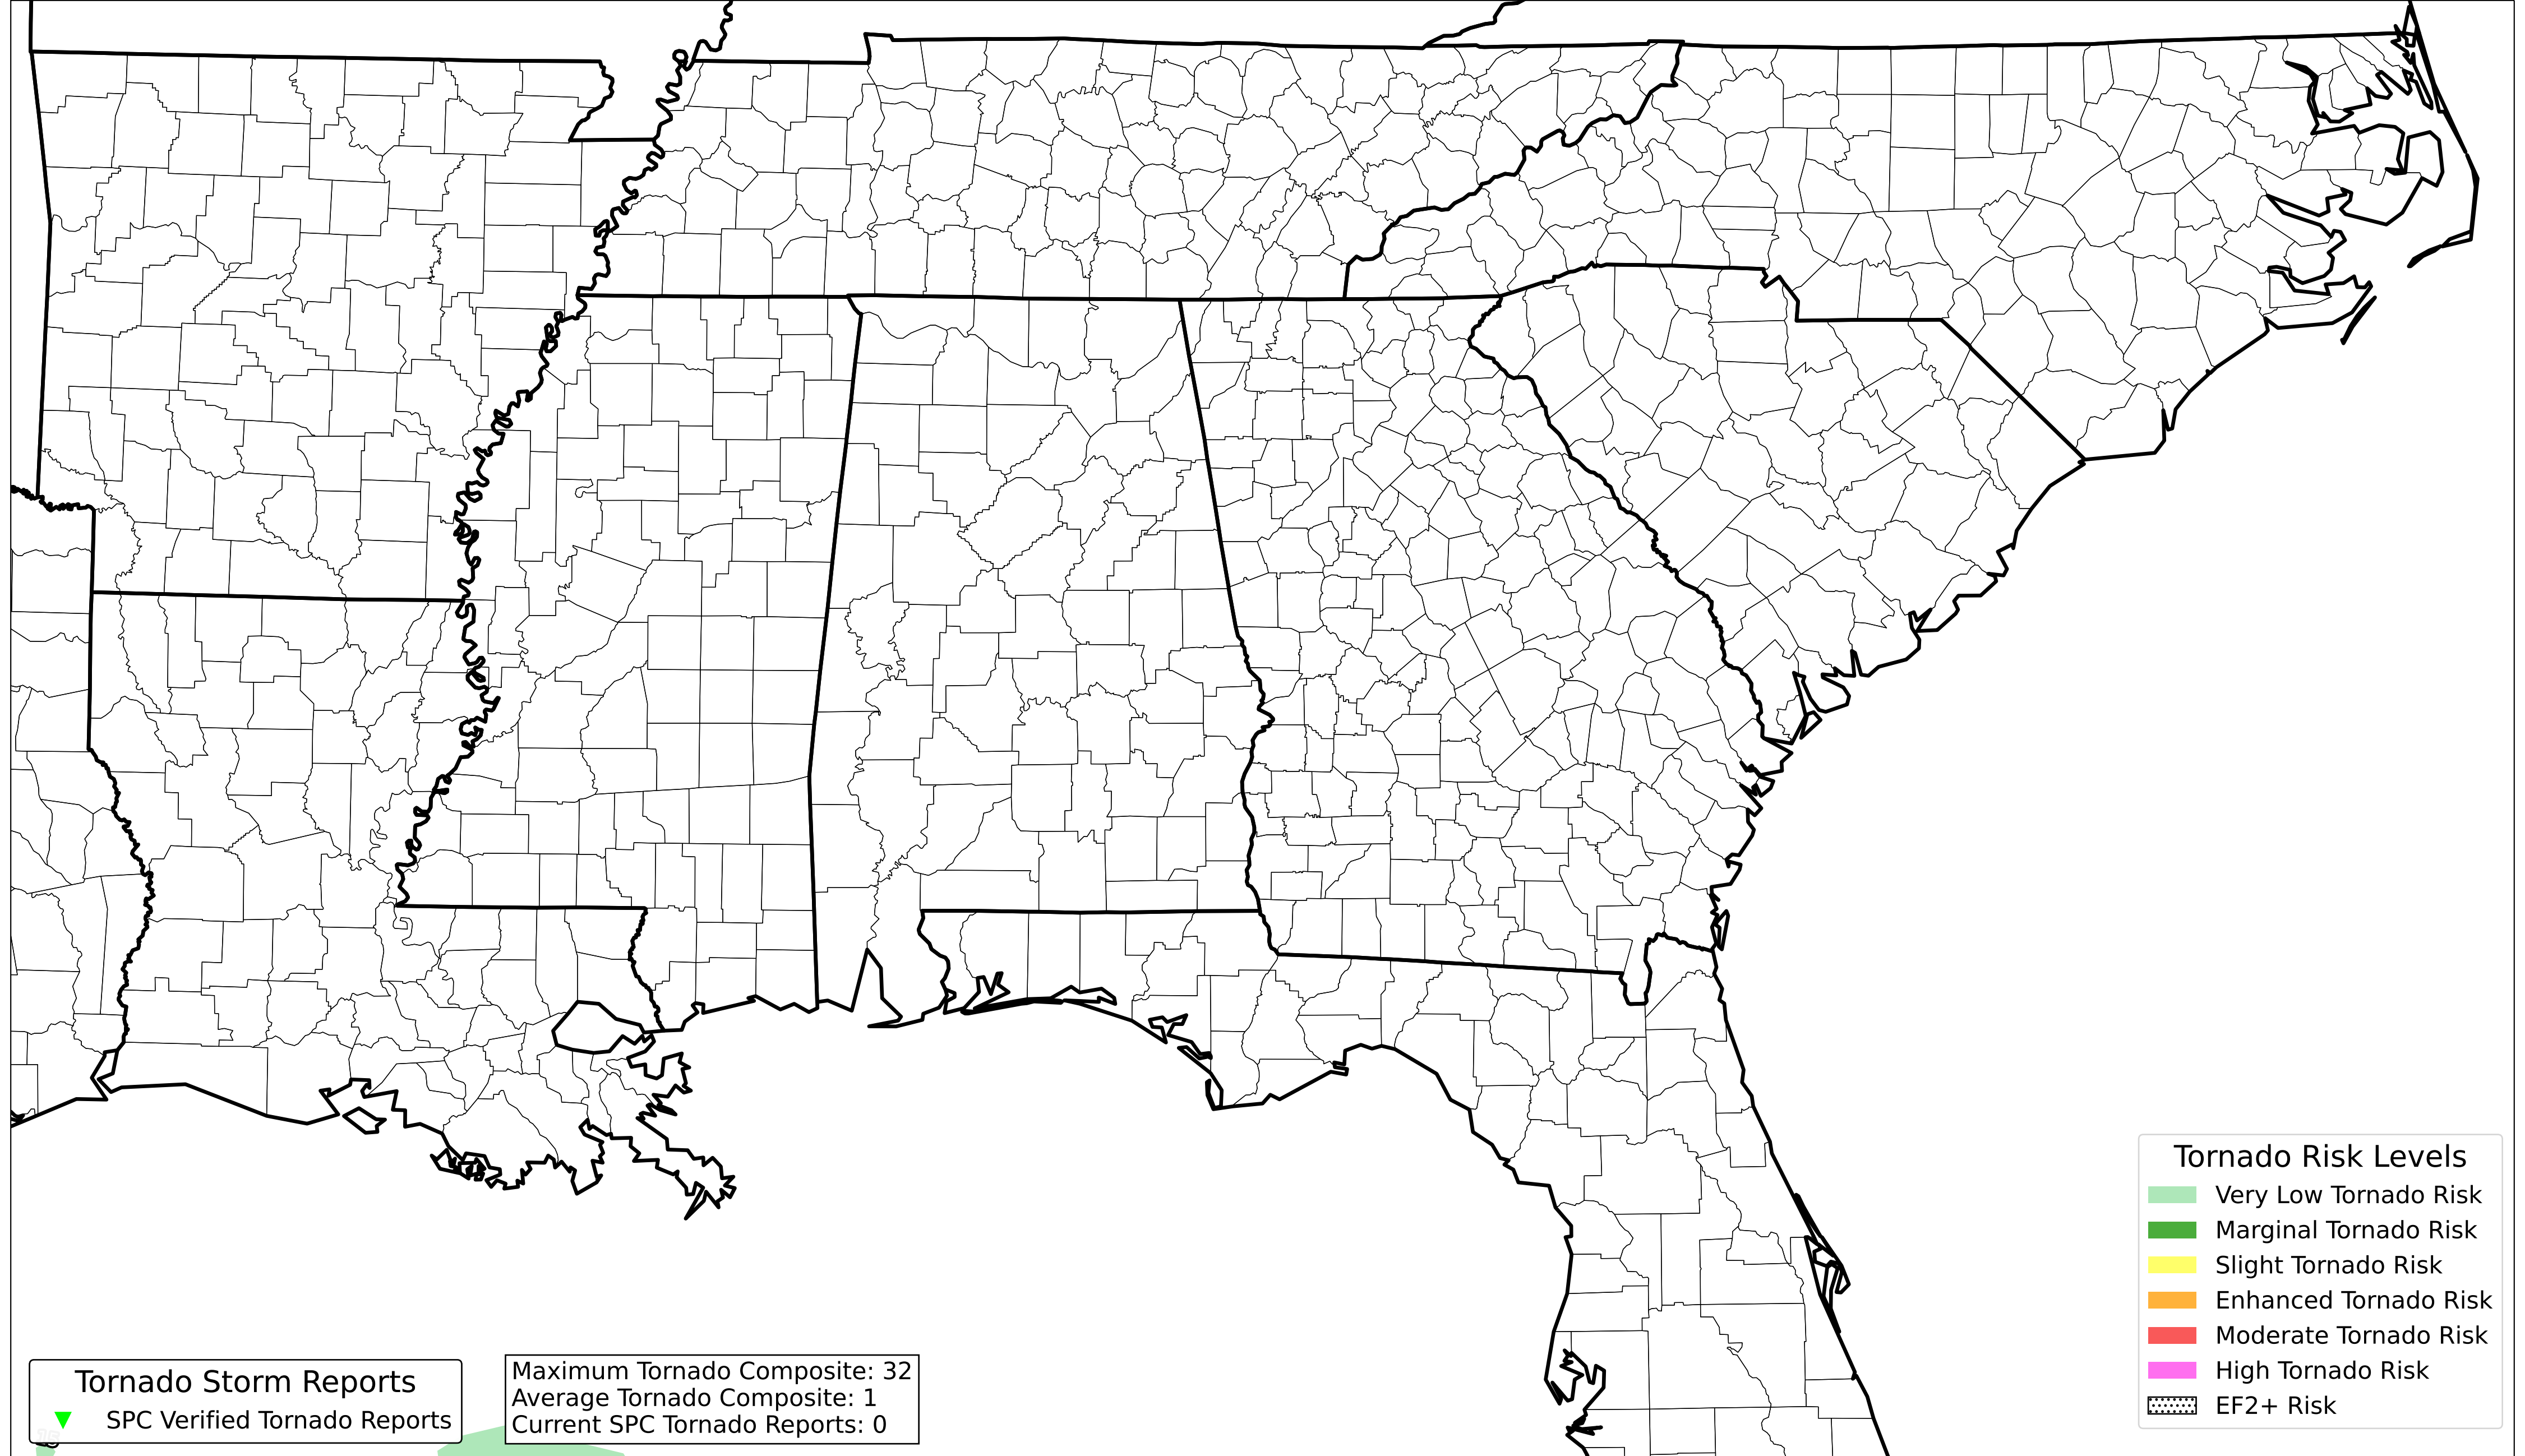 Tornado Risk Levels
Very Low Tornado Risk
Marginal Tornado Risk
Slight Tornado Risk
Enhanced Tornado Risk
Moderate Tornado Risk
High Tornado Risk
EF2+ Risk
Tornado Storm Reports
SPC Verified Tornado Reports
Maximum Tornado Composite: 32
Average Tornado Composite: 1
Current SPC Tornado Reports: 0